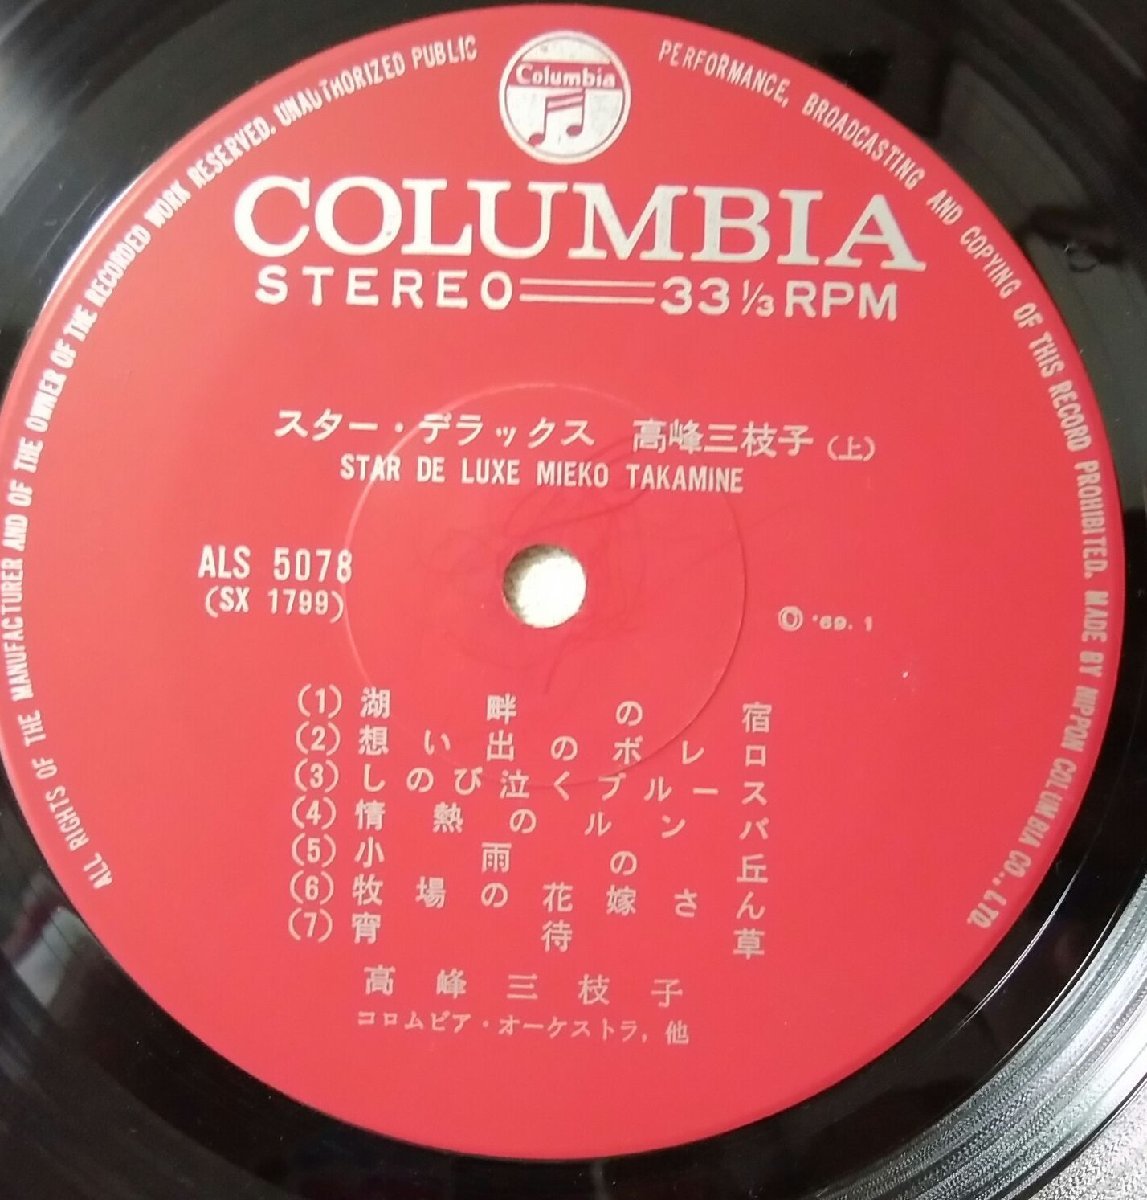 ALL RIGHTS OF THE MANUFACTURER AND OF THE OWNER OF THE RECORDED WORK RESERVED. UNAUTHORIZED PUBLIC PERFORMANCE, BROADCASTING AND COPYING OF THIS RECORD PROHIBITED. MADE BY NIPPON COLUMBIA CO., LTD.
Columbia
COLUMBIA
STEREO 33 1/3 RPM
スター・デラックス 高峰三枝子(上)
STAR DE LUXE MIEKO TAKAMINE
ALS 5078
(SX 1799)
Ⓞ '69. 1
(1) 湖畔の宿
(2) 想い出のボレロ
(3) しのび泣くブルース
(4) 情熱のルンバ
(5) 小雨の丘
(6) 牧場の花嫁さん
(7) 宵待草
高峰三枝子
コロムビア・オーケストラ, 他